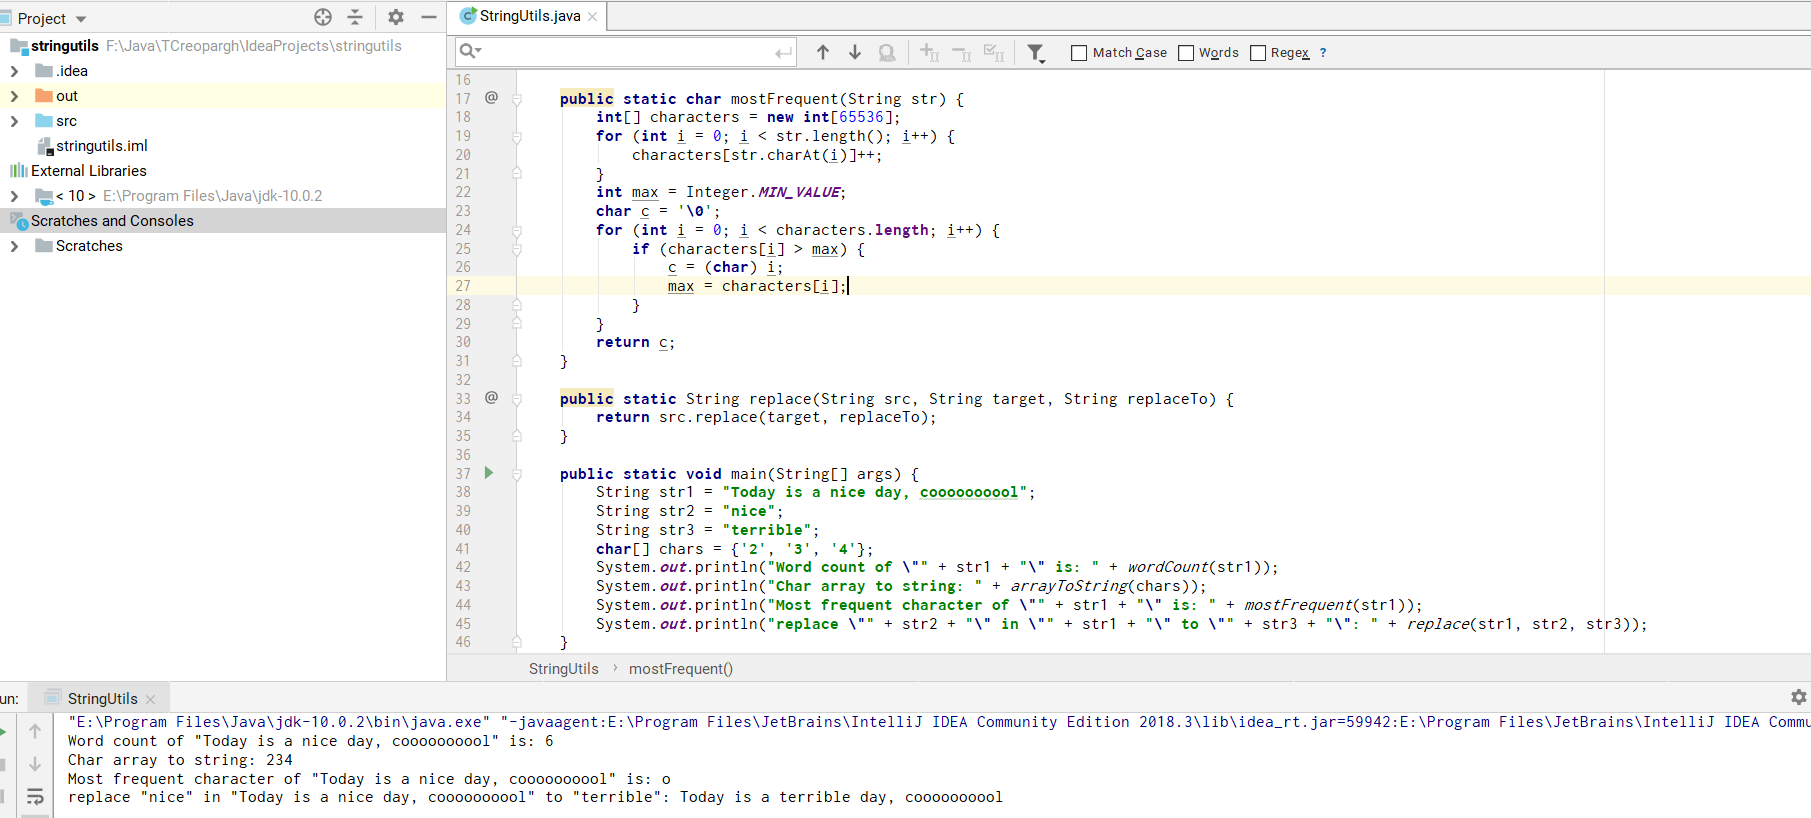 Project
StringUtils.java
stringutils F:\Java\TCreopargh\IdeaProjects\stringutils
.idea
out
src
stringutils.iml
External Libraries
< 10 > E:\Program Files\Java\jdk-10.0.2
Scratches and Consoles
Scratches
Match Case Words Regex ?
16
17 @ public static char mostFrequent(String str) {
18 int[] characters = new int[65536];
19 for (int i = 0; i < str.length(); i++) {
20 characters[str.charAt(i)]++;
21 }
22 int max = Integer.MIN_VALUE;
23 char c = '\0';
24 for (int i = 0; i < characters.length; i++) {
25 if (characters[i] > max) {
26 c = (char) i;
27 max = characters[i];
28 }
29 }
30 return c;
31 }
32
33 @ public static String replace(String src, String target, String replaceTo) {
34 return src.replace(target, replaceTo);
35 }
36
37 public static void main(String[] args) {
38 String str1 = "Today is a nice day, cooooooooool";
39 String str2 = "nice";
40 String str3 = "terrible";
41 char[] chars = {'2', '3', '4'};
42 System.out.println("Word count of \"" + str1 + "\" is: " + wordCount(str1));
43 System.out.println("Char array to string: " + arrayToString(chars));
44 System.out.println("Most frequent character of \"" + str1 + "\" is: " + mostFrequent(str1));
45 System.out.println("replace \"" + str2 + "\" in \"" + str1 + "\" to \"" + str3 + "\": " + replace(str1, str2, str3));
46 }
StringUtils › mostFrequent()
un: StringUtils
"E:\Program Files\Java\jdk-10.0.2\bin\java.exe" "-javaagent:E:\Program Files\JetBrains\IntelliJ IDEA Community Edition 2018.3\lib\idea_rt.jar=59942:E:\Program Files\JetBrains\IntelliJ IDEA Commu
Word count of "Today is a nice day, cooooooooool" is: 6
Char array to string: 234
Most frequent character of "Today is a nice day, cooooooooool" is: o
replace "nice" in "Today is a nice day, cooooooooool" to "terrible": Today is a terrible day, cooooooooool